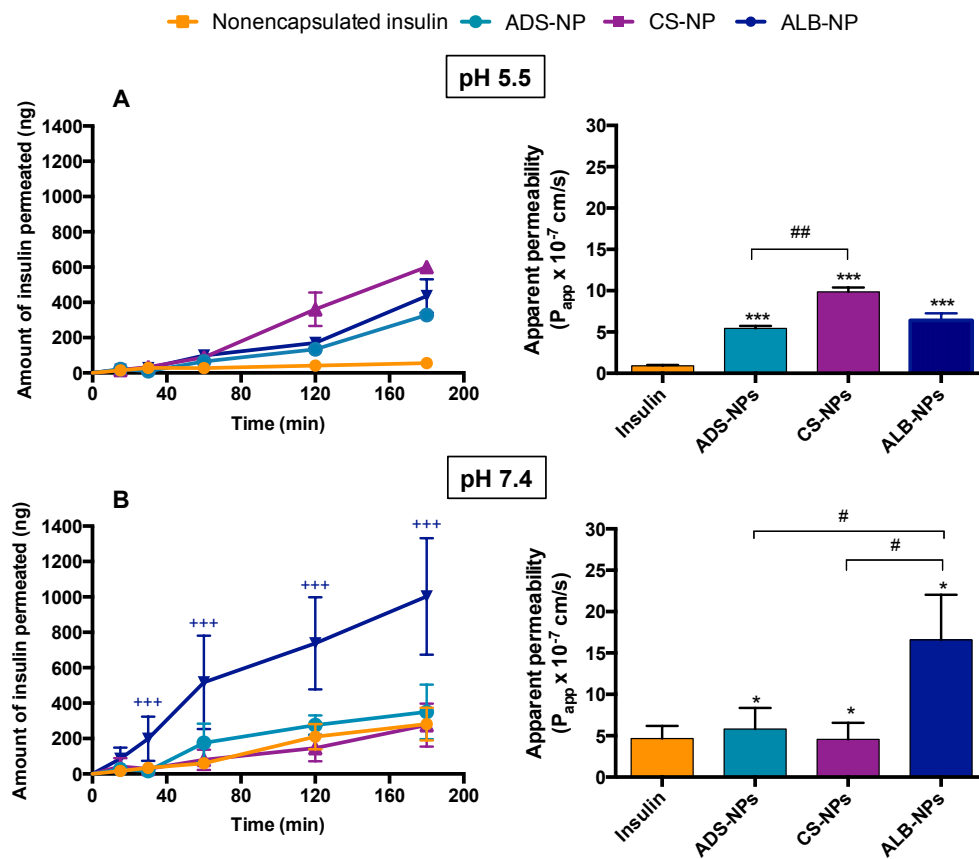 Nonencapsulated insulin ADS-NP CS-NP ALB-NP
pH 5.5
A
Amount of insulin permeated (ng)
1400
1200
1000
800
600
400
200
0
0 40 80 120 160 200
Time (min)
Apparent permeability
(Papp x 10-7 cm/s)
30
25
20
15
10
5
0
##
***
***
***
Insulin
ADS-NPs
CS-NPs
ALB-NPs
pH 7.4
B
Amount of insulin permeated (ng)
1400
1200
1000
800
600
400
200
0
+++
+++
+++
+++
0 40 80 120 160 200
Time (min)
Apparent permeability
(Papp x 10-7 cm/s)
30
25
20
15
10
5
0
#
#
*
*
*
Insulin
ADS-NPs
CS-NPs
ALB-NPs